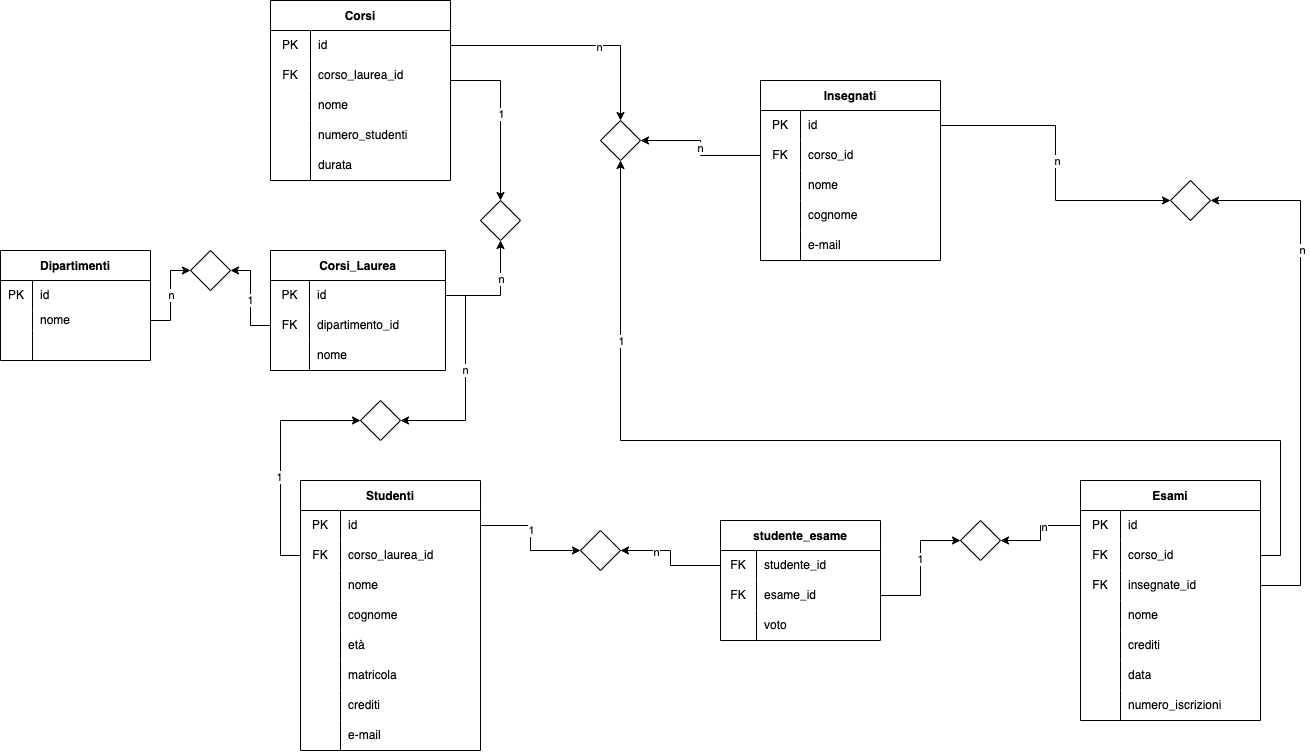 Corsi
PK id
FK corso_laurea_id
nome
numero_studenti
durata
n
1
Insegnati
PK id
FK corso_id
nome
cognome
e-mail
n
n
n
Dipartimenti
PK id
nome
n
1
Corsi_Laurea
PK id
FK dipartimento_id
nome
n
n
1
1
Studenti
PK id
FK corso_laurea_id
nome
cognome
età
matricola
crediti
e-mail
1
n
studente_esame
FK studente_id
FK esame_id
voto
1
n
Esami
PK id
FK corso_id
FK insegnate_id
nome
crediti
data
numero_iscrizioni